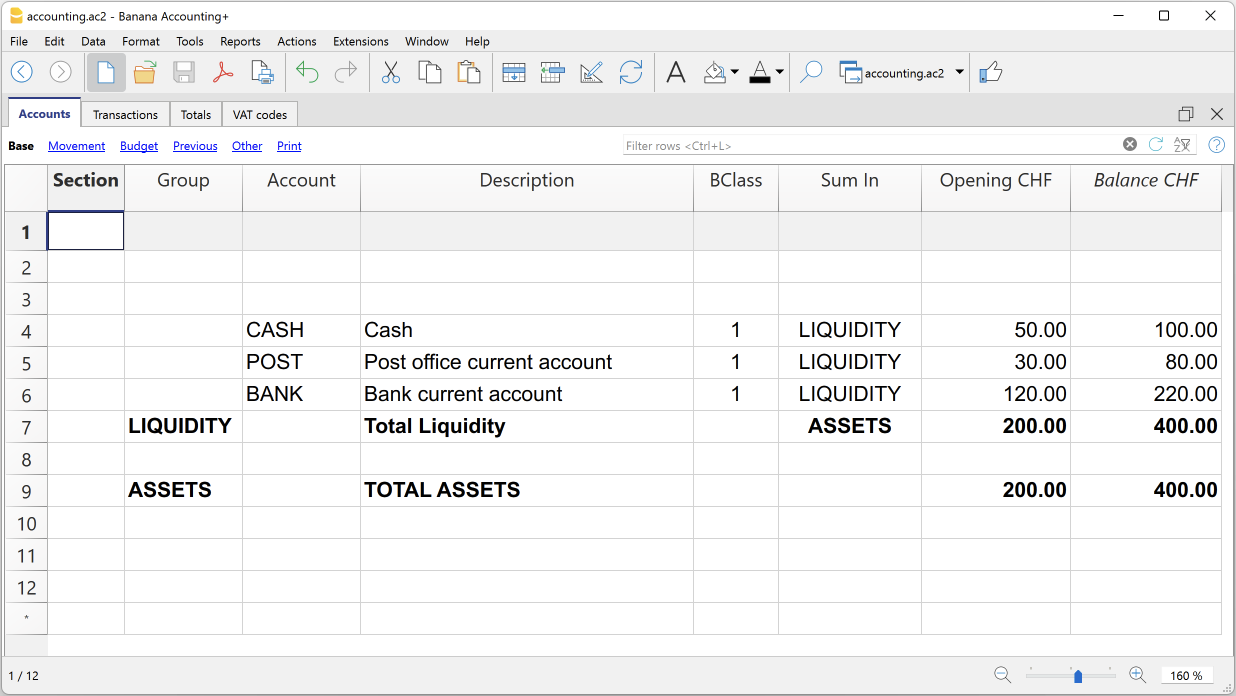 accounting.ac2 - Banana Accounting+
File Edit Data Format Tools Reports Actions Extensions Window Help
accounting.ac2
Accounts Transactions Totals VAT codes
Base Movement Budget Previous Other Print Filter rows <Ctrl+L>
Section Group Account Description BClass Sum In Opening CHF Balance CHF
1
2
3
4 CASH Cash 1 LIQUIDITY 50.00 100.00
5 POST Post office current account 1 LIQUIDITY 30.00 80.00
6 BANK Bank current account 1 LIQUIDITY 120.00 220.00
7 LIQUIDITY Total Liquidity ASSETS 200.00 400.00
8
9 ASSETS TOTAL ASSETS 200.00 400.00
10
11
12
*
1 / 12 160 %